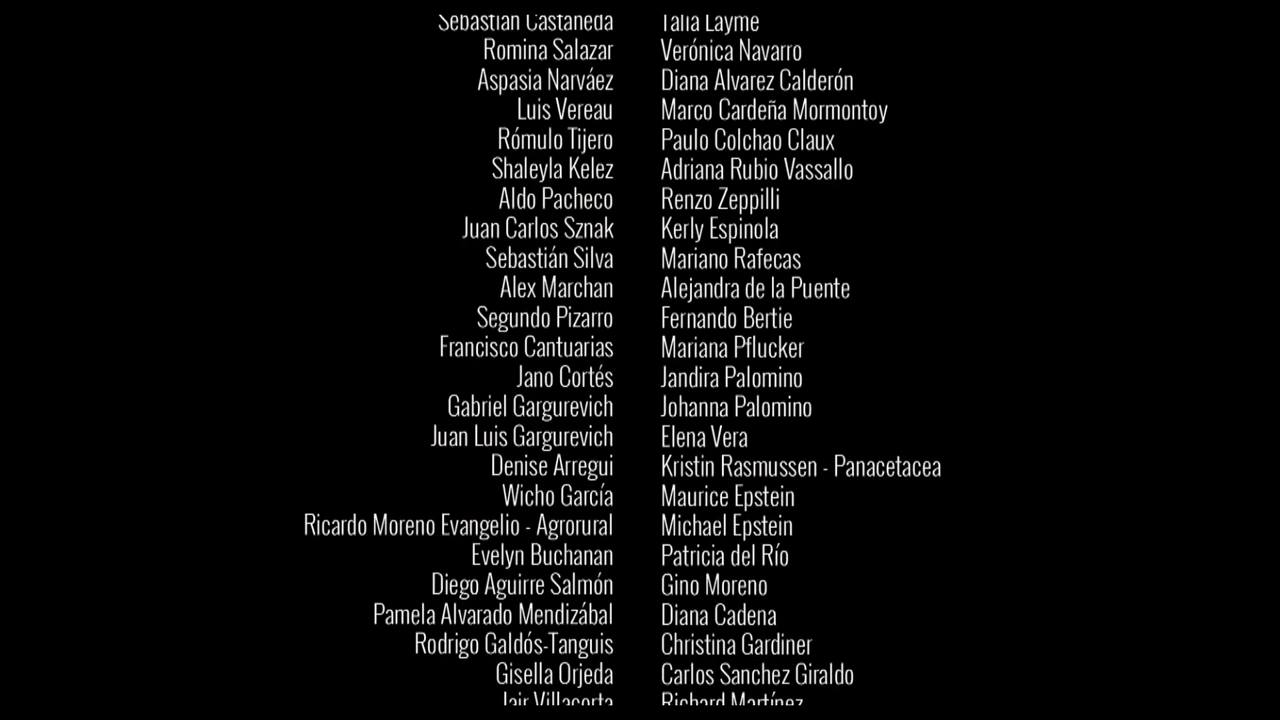 Sebastián Castañeda Talía Layme
Romina Salazar Verónica Navarro
Aspasia Narváez Diana Alvarez Calderón
Luis Vereau Marco Cardeña Mormontoy
Rómulo Tijero Paulo Colchao Claux
Shaleyla Kelez Adriana Rubio Vassallo
Aldo Pacheco Renzo Zeppilli
Juan Carlos Sznak Kerly Espinola
Sebastián Silva Mariano Rafecas
Alex Marchan Alejandra de la Puente
Segundo Pizarro Fernando Bertie
Francisco Cantuarias Mariana Pflucker
Jano Cortés Jandira Palomino
Gabriel Gargurevich Johanna Palomino
Juan Luis Gargurevich Elena Vera
Denise Arregui Kristin Rasmussen - Panacetacea
Wicho García Maurice Epstein
Ricardo Moreno Evangelio - Agrorural Michael Epstein
Evelyn Buchanan Patricia del Río
Diego Aguirre Salmón Gino Moreno
Pamela Alvarado Mendizábal Diana Cadena
Rodrigo Galdós-Tanguis Christina Gardiner
Gisella Orjeda Carlos Sanchez Giraldo
Jair Villacorta Richard Martínez